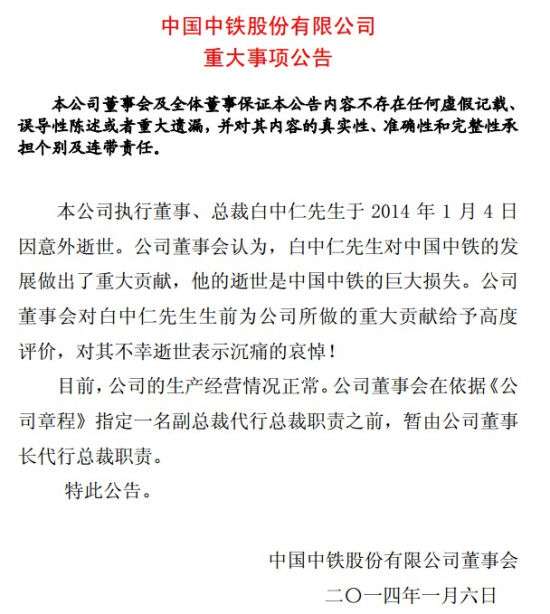 中国中铁股份有限公司
重大事项公告
本公司董事会及全体董事保证本公告内容不存在任何虚假记载、
误导性陈述或者重大遗漏，并对其内容的真实性、准确性和完整性承
担个别及连带责任。
本公司执行董事、总裁白中仁先生于 2014 年 1 月 4 日
因意外逝世。公司董事会认为，白中仁先生对中国中铁的发
展做出了重大贡献，他的逝世是中国中铁的巨大损失。公司
董事会对白中仁先生生前为公司所做的重大贡献给予高度
评价，对其不幸逝世表示沉痛的哀悼！
目前，公司的生产经营情况正常。公司董事会在依据《公
司章程》指定一名副总裁代行总裁职责之前，暂由公司董事
长代行总裁职责。
特此公告。
中国中铁股份有限公司董事会
二〇一四年一月六日